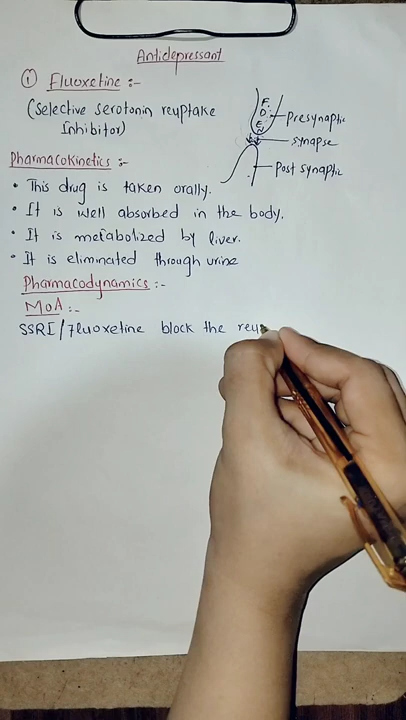 Antidepressant
① Fluoxetine :-
(Selective serotonin reuptake
Inhibitor)
Presynaptic
synapse
Post synaptic
Pharmacokinetics :-
• This drug is taken orally.
• It is well absorbed in the body.
• It is metabolized by liver.
• It is eliminated through urine
Pharmacodynamics :-
MoA :-
SSRI/Fluoxetine block the reup